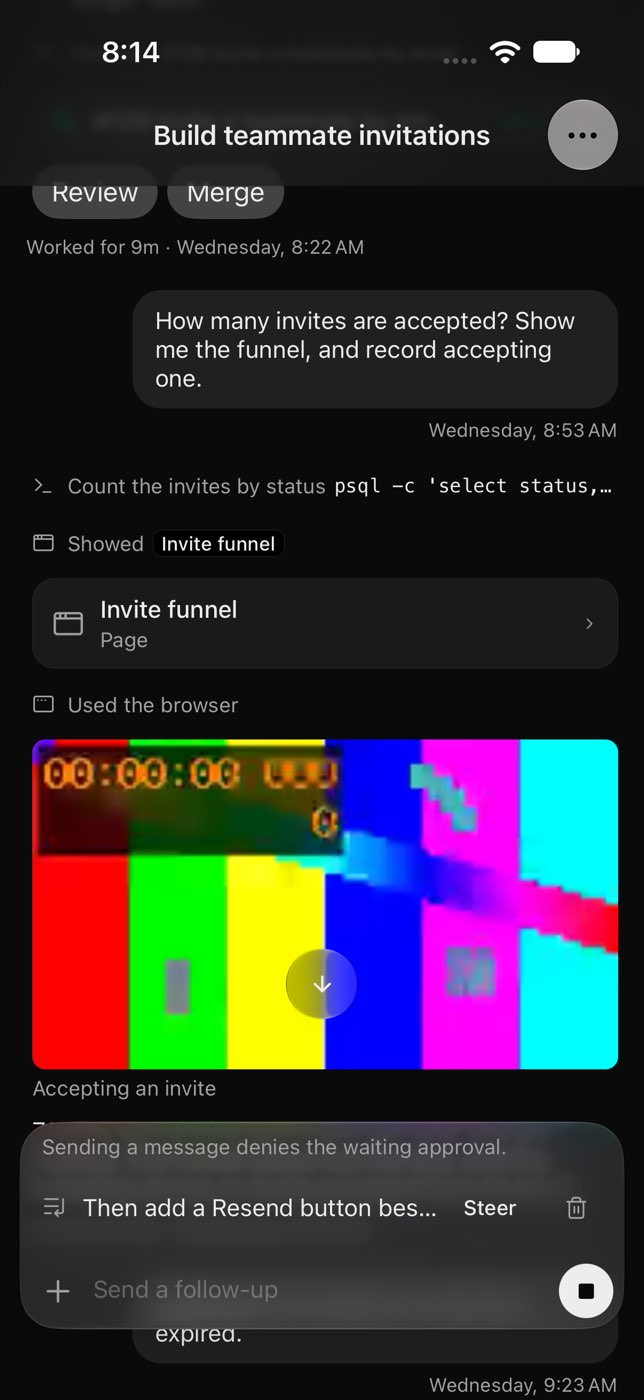 8:14
Build teammate invitations
Review
Merge
Worked for 9m · Wednesday, 8:22 AM
How many invites are accepted? Show
me the funnel, and record accepting
one.
Wednesday, 8:53 AM
Count the invites by status psql -c 'select status,…
Showed Invite funnel
Invite funnel
Page
Used the browser
00:00:00
0
Accepting an invite
Sending a message denies the waiting approval.
Then add a Resend button bes… Steer
Send a follow-up
expired.
Wednesday, 9:23 AM